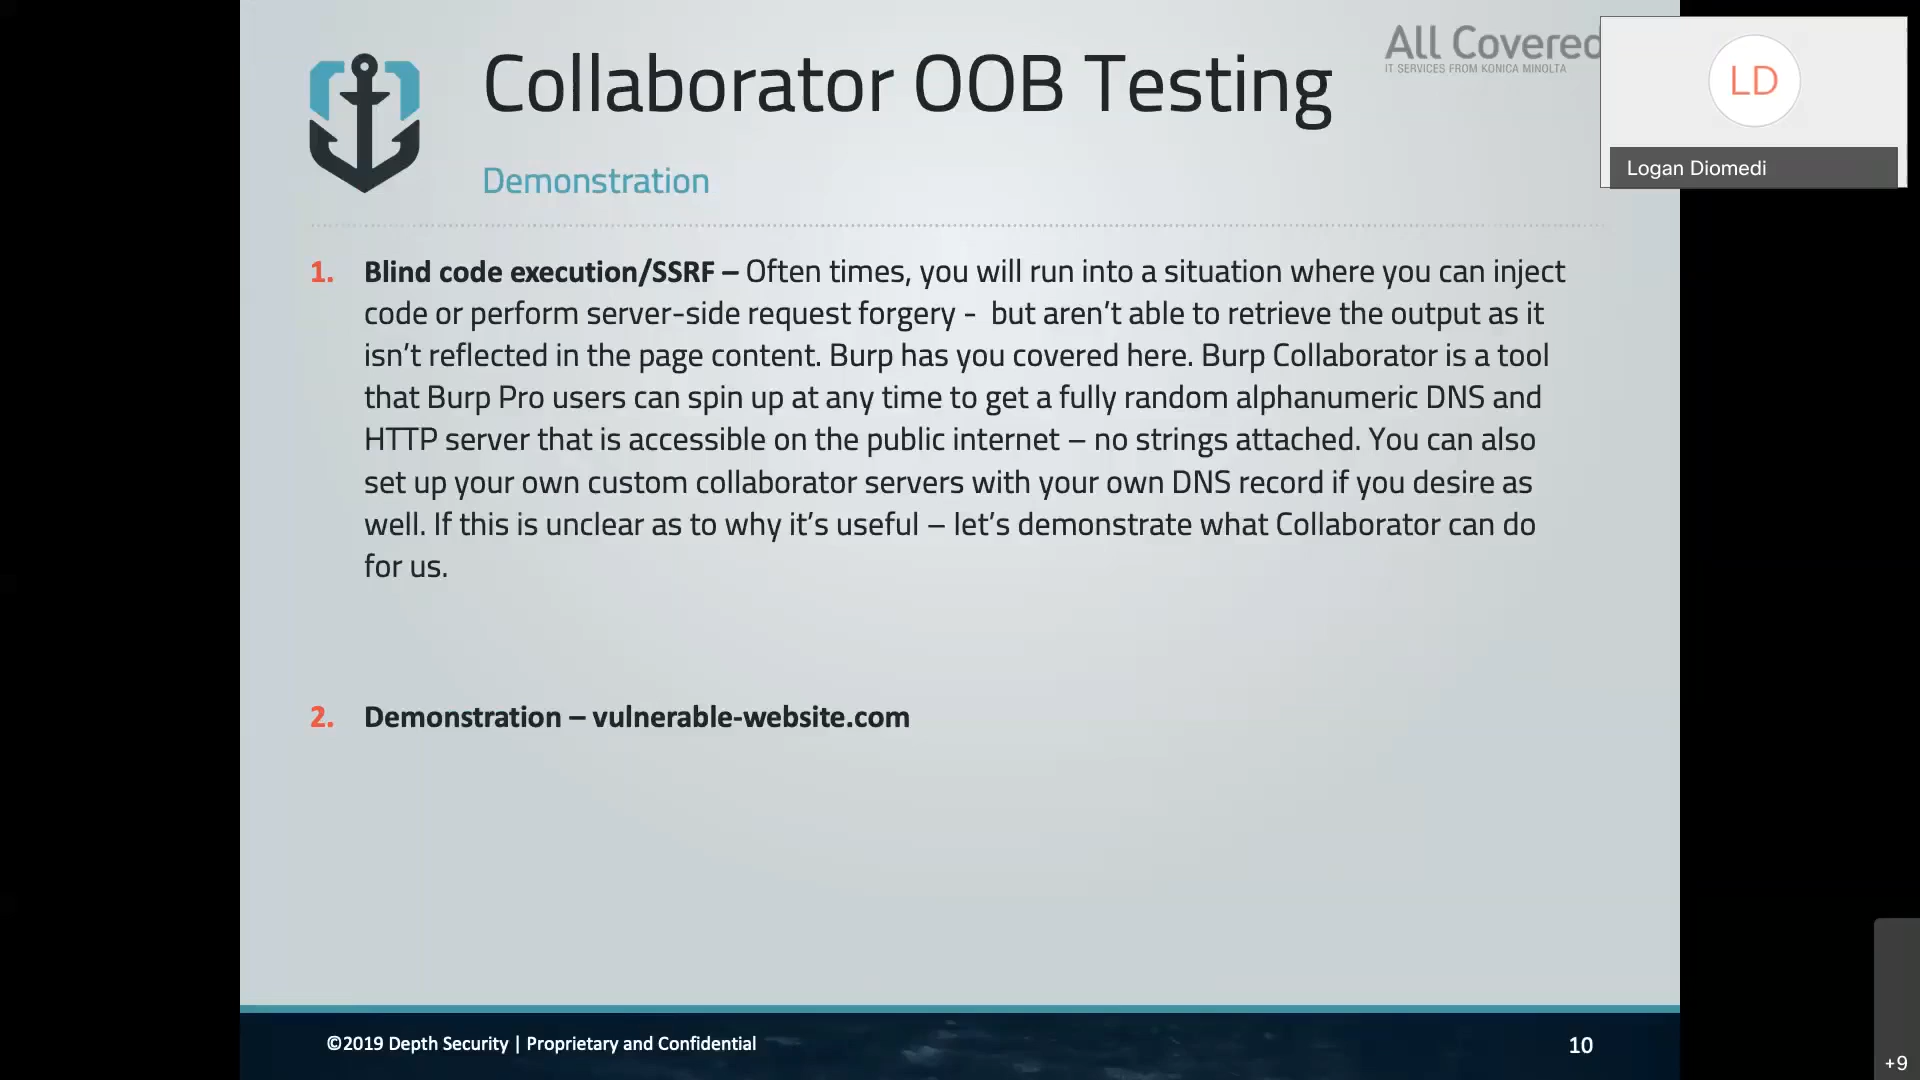 Collaborator OOB Testing
All Covered
IT SERVICES FROM KONICA MINOLTA
LD
Logan Diomedi
Demonstration
1. Blind code execution/SSRF – Often times, you will run into a situation where you can inject
code or perform server-side request forgery - but aren’t able to retrieve the output as it
isn’t reflected in the page content. Burp has you covered here. Burp Collaborator is a tool
that Burp Pro users can spin up at any time to get a fully random alphanumeric DNS and
HTTP server that is accessible on the public internet – no strings attached. You can also
set up your own custom collaborator servers with your own DNS record if you desire as
well. If this is unclear as to why it’s useful – let’s demonstrate what Collaborator can do
for us.
2. Demonstration – vulnerable-website.com
©2019 Depth Security | Proprietary and Confidential
10
+9